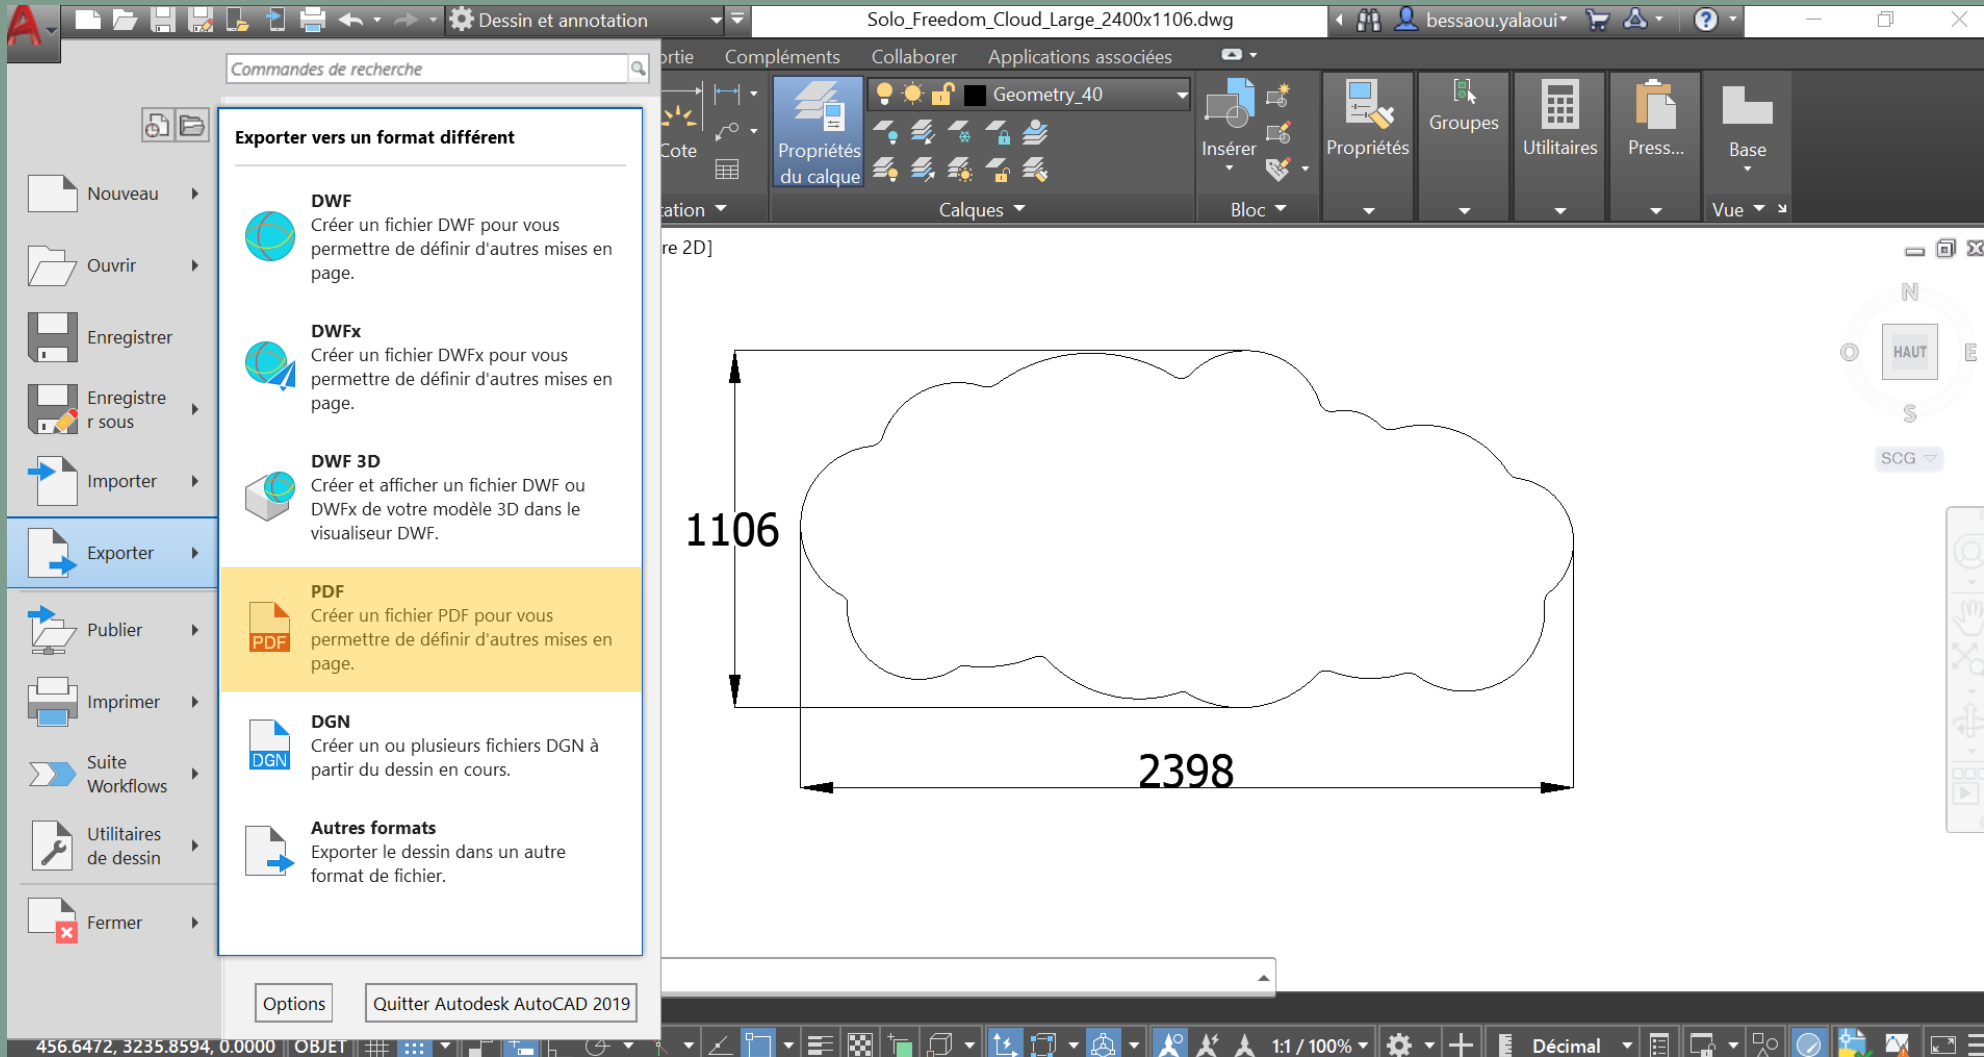 Dessin et annotation
Solo_Freedom_Cloud_Large_2400x1106.dwg
bessaou.yalaoui
Commandes de recherche
rtie
Compléments
Collaborer
Applications associées
Exporter vers un format différent
Nouveau
Ouvrir
Enregistrer
Enregistre
r sous
Importer
Exporter
Publier
Imprimer
Suite
Workflows
Utilitaires
de dessin
Fermer
DWF
Créer un fichier DWF pour vous
permettre de définir d'autres mises en
page.
DWFx
Créer un fichier DWFx pour vous
permettre de définir d'autres mises en
page.
DWF 3D
Créer et afficher un fichier DWF ou
DWFx de votre modèle 3D dans le
visualiseur DWF.
PDF
PDF
Créer un fichier PDF pour vous
permettre de définir d'autres mises en
page.
DGN
DGN
Créer un ou plusieurs fichiers DGN à
partir du dessin en cours.
Autres formats
Exporter le dessin dans un autre
format de fichier.
Options
Quitter Autodesk AutoCAD 2019
Cote
Propriétés
du calque
Geometry_40
Insérer
Propriétés
Groupes
Utilitaires
Press...
Base
tation
Calques
Bloc
Vue
re 2D]
N
O
HAUT
E
S
SCG
1106
2398
456.6472, 3235.8594, 0.0000
OBJET
1:1 / 100%
Décimal